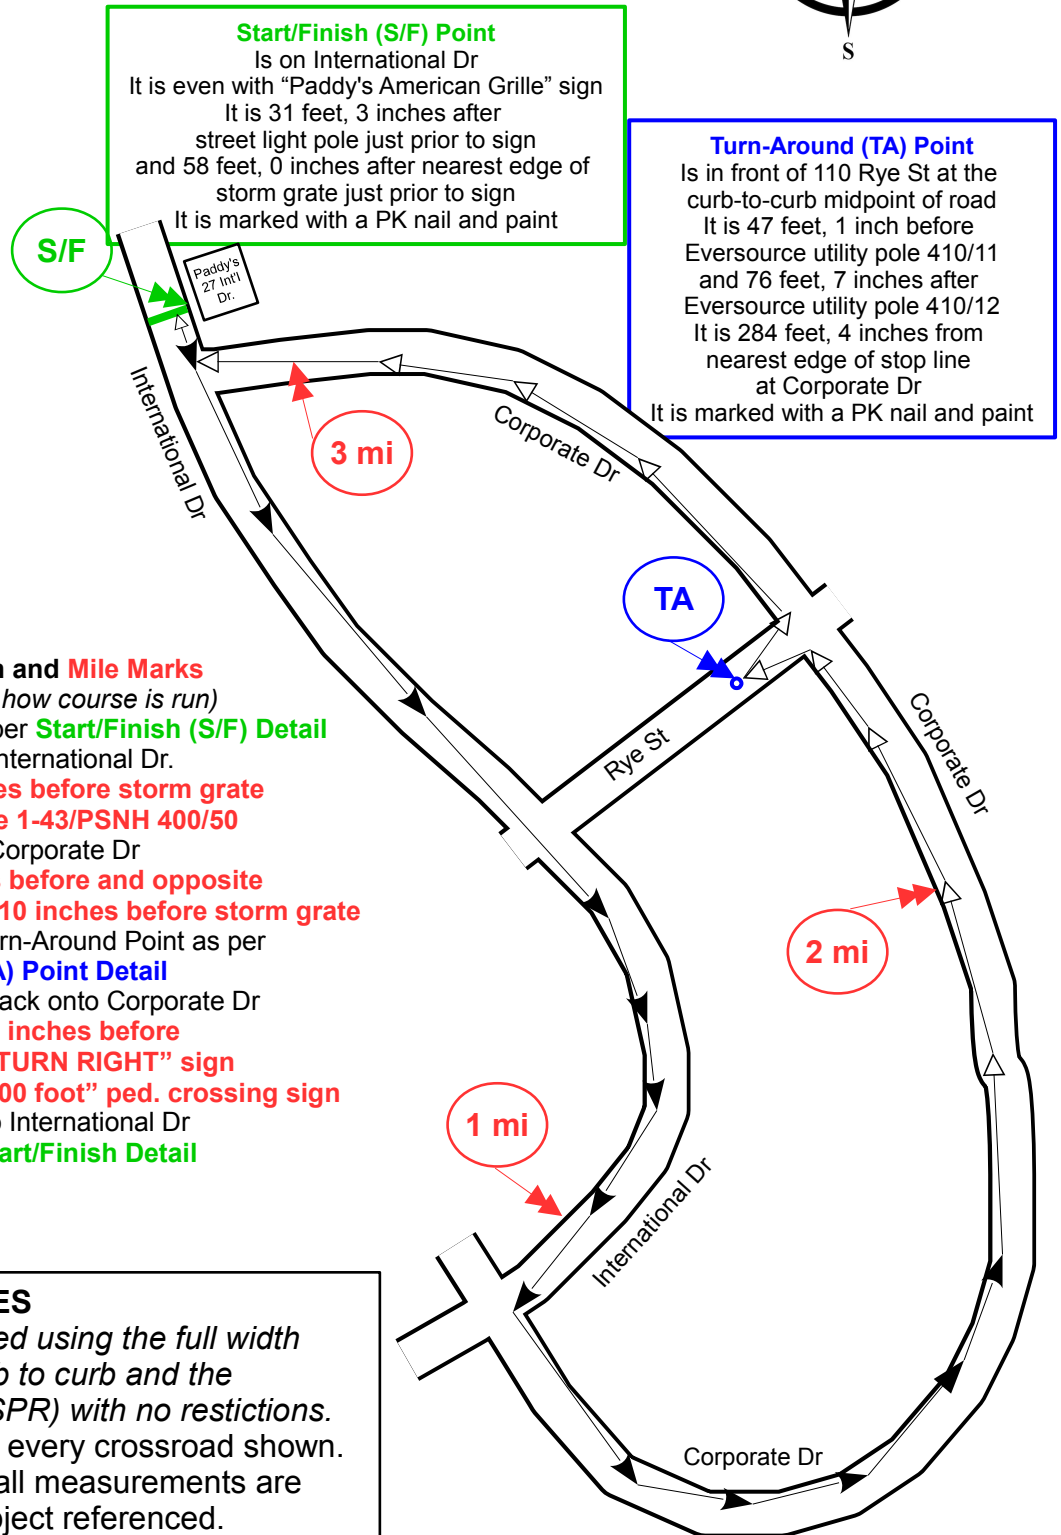 S
Start/Finish (S/F) Point
Is on International Dr
It is even with “Paddy's American Grille” sign
It is 31 feet, 3 inches after
street light pole just prior to sign
and 58 feet, 0 inches after nearest edge of
storm grate just prior to sign
It is marked with a PK nail and paint
Turn-Around (TA) Point
Is in front of 110 Rye St at the
curb-to-curb midpoint of road
It is 47 feet, 1 inch before
Eversource utility pole 410/11
and 76 feet, 7 inches after
Eversource utility pole 410/12
It is 284 feet, 4 inches from
nearest edge of stop line
at Corporate Dr
It is marked with a PK nail and paint
S/F
Paddy's
27 Int'l
Dr.
International Dr
3 mi
Corporate Dr
TA
Rye St
Corporate Dr
and Mile Marks
how course is run)
per Start/Finish (S/F) Detail
International Dr.
es before storm grate
e 1-43/PSNH 400/50
Corporate Dr
before and opposite
10 inches before storm grate
rn-Around Point as per
A) Point Detail
ack onto Corporate Dr
inches before
TURN RIGHT” sign
00 foot” ped. crossing sign
International Dr
art/Finish Detail
2 mi
1 mi
International Dr
Corporate Dr
ES
ed using the full width
b to curb and the
SPR) with no restictions.
every crossroad shown.
all measurements are
ject referenced.